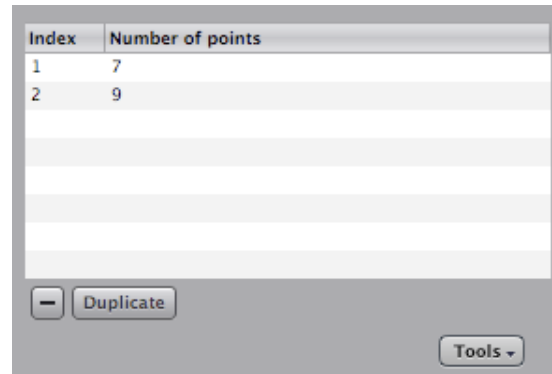 Index Number of points
1 7
2 9
Duplicate
Tools